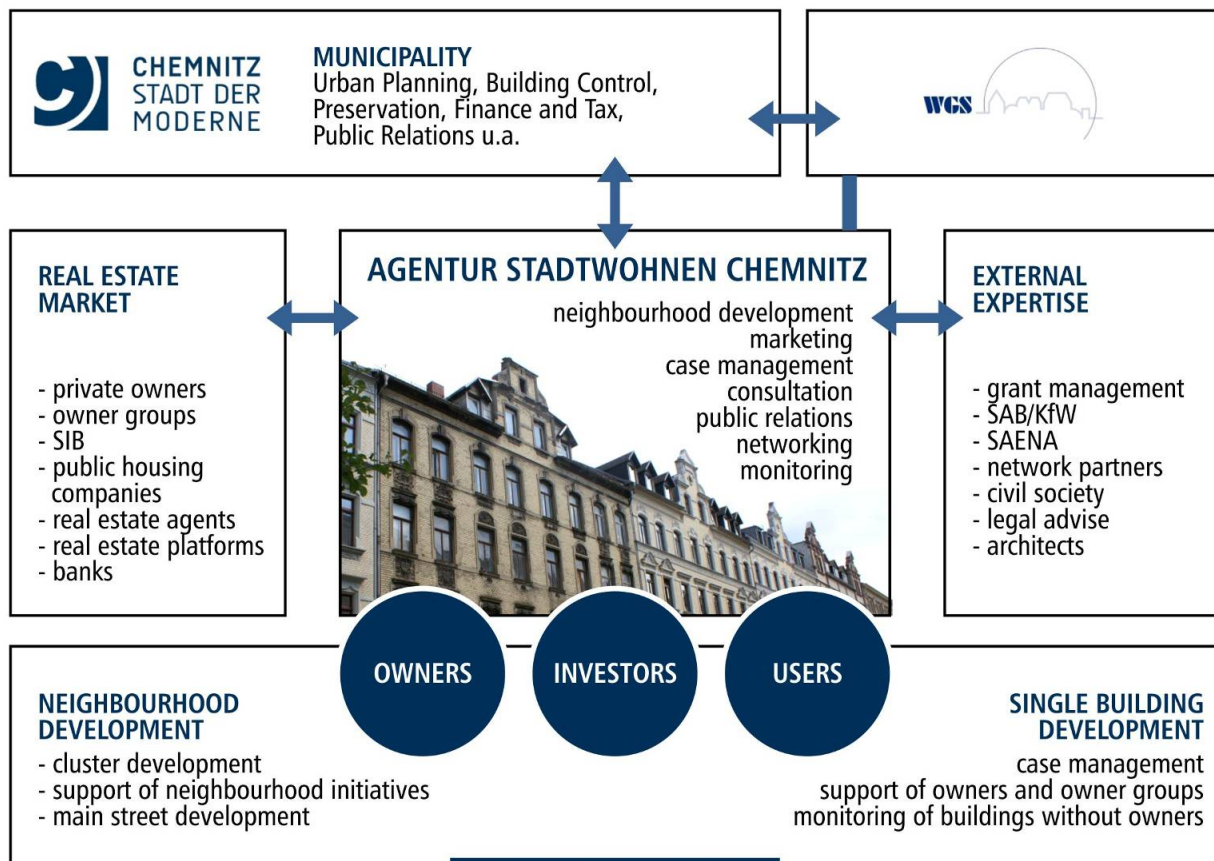 CHEMNITZ
STADT DER
MODERNE
MUNICIPALITY
Urban Planning, Building Control,
Preservation, Finance and Tax,
Public Relations u.a.
WGS
REAL ESTATE
MARKET
- private owners
- owner groups
- SIB
- public housing
companies
- real estate agents
- real estate platforms
- banks
AGENTUR STADTWOHNEN CHEMNITZ
neighbourhood development
marketing
case management
consultation
public relations
networking
monitoring
EXTERNAL
EXPERTISE
- grant management
- SAB/KfW
- SAENA
- network partners
- civil society
- legal advise
- architects
OWNERS
INVESTORS
USERS
NEIGHBOURHOOD
DEVELOPMENT
- cluster development
- support of neighbourhood initiatives
- main street development
SINGLE BUILDING
DEVELOPMENT
case management
support of owners and owner groups
monitoring of buildings without owners